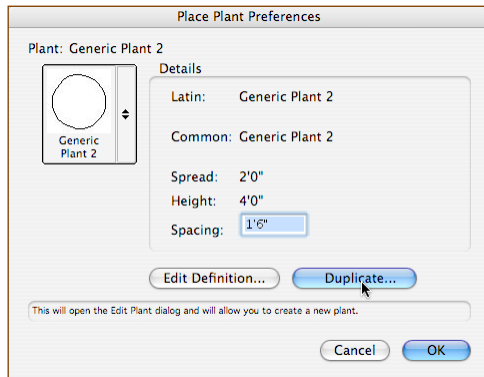 Place Plant Preferences
Plant: Generic Plant 2
Generic
Plant 2
Details
Latin: Generic Plant 2
Common: Generic Plant 2
Spread: 2'0"
Height: 4'0"
Spacing: 1'6"
Edit Definition... Duplicate...
This will open the Edit Plant dialog and will allow you to create a new plant.
Cancel OK